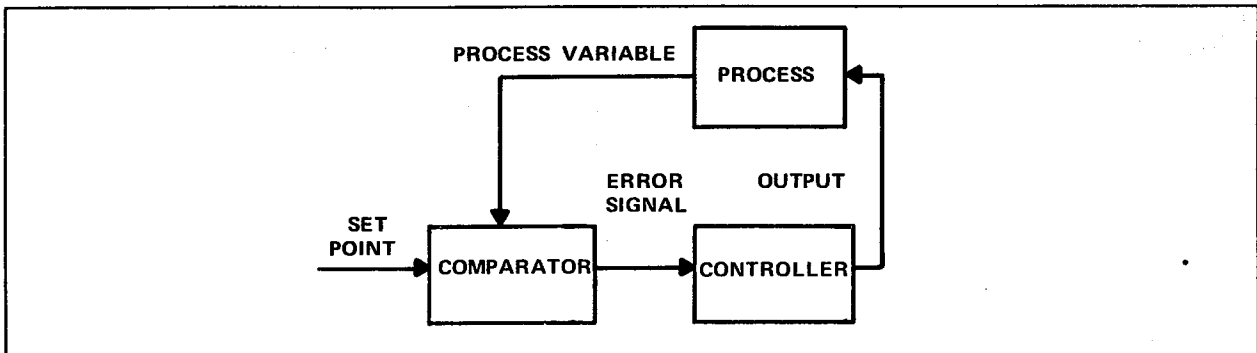 PROCESS VARIABLE
PROCESS
ERROR
SIGNAL
OUTPUT
SET
POINT
COMPARATOR
CONTROLLER